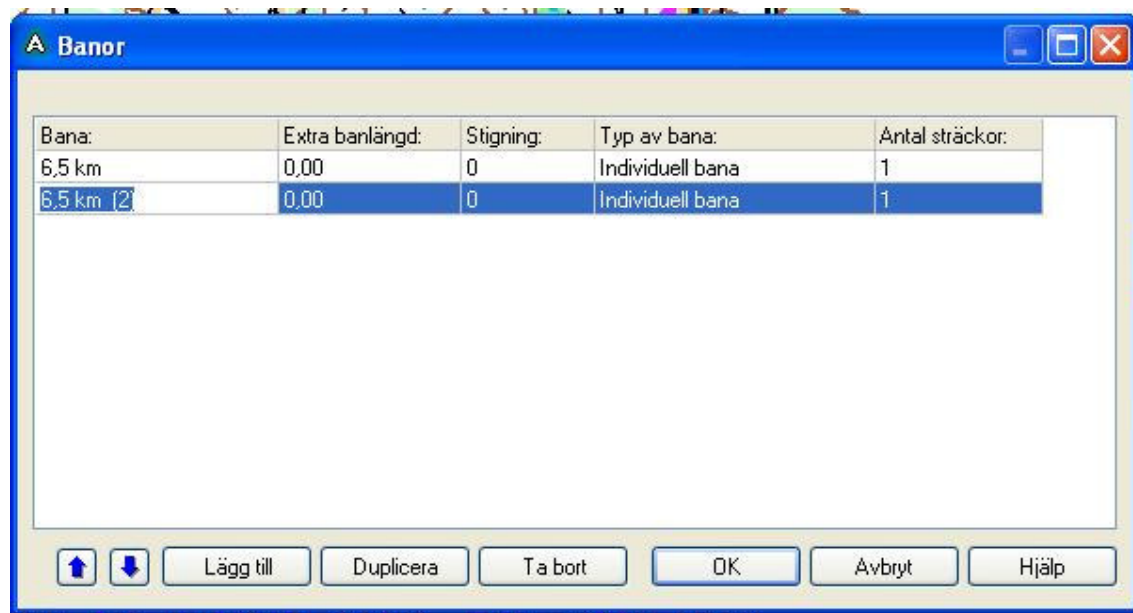 Banor
Bana: Extra banlängd: Stigning: Typ av bana: Antal sträckor:
6,5 km 0,00 0 Individuell bana 1
6,5 km (2) 0,00 0 Individuell bana 1
Lägg till Duplicera Ta bort OK Avbryt Hjälp